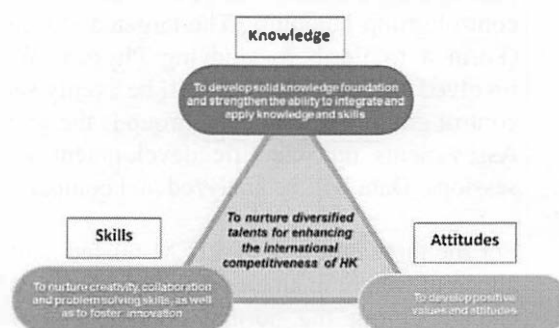 Knowledge
To develop solid knowledge foundation
and strengthen the ability to integrate and
apply knowledge and skills
To nurture diversified
talents for enhancing
the international
competitiveness of HK
Skills
Attitudes
To nurture creativity, collaboration
and problem solving skills, as well
as to foster innovation
To develop positive
values and attitudes